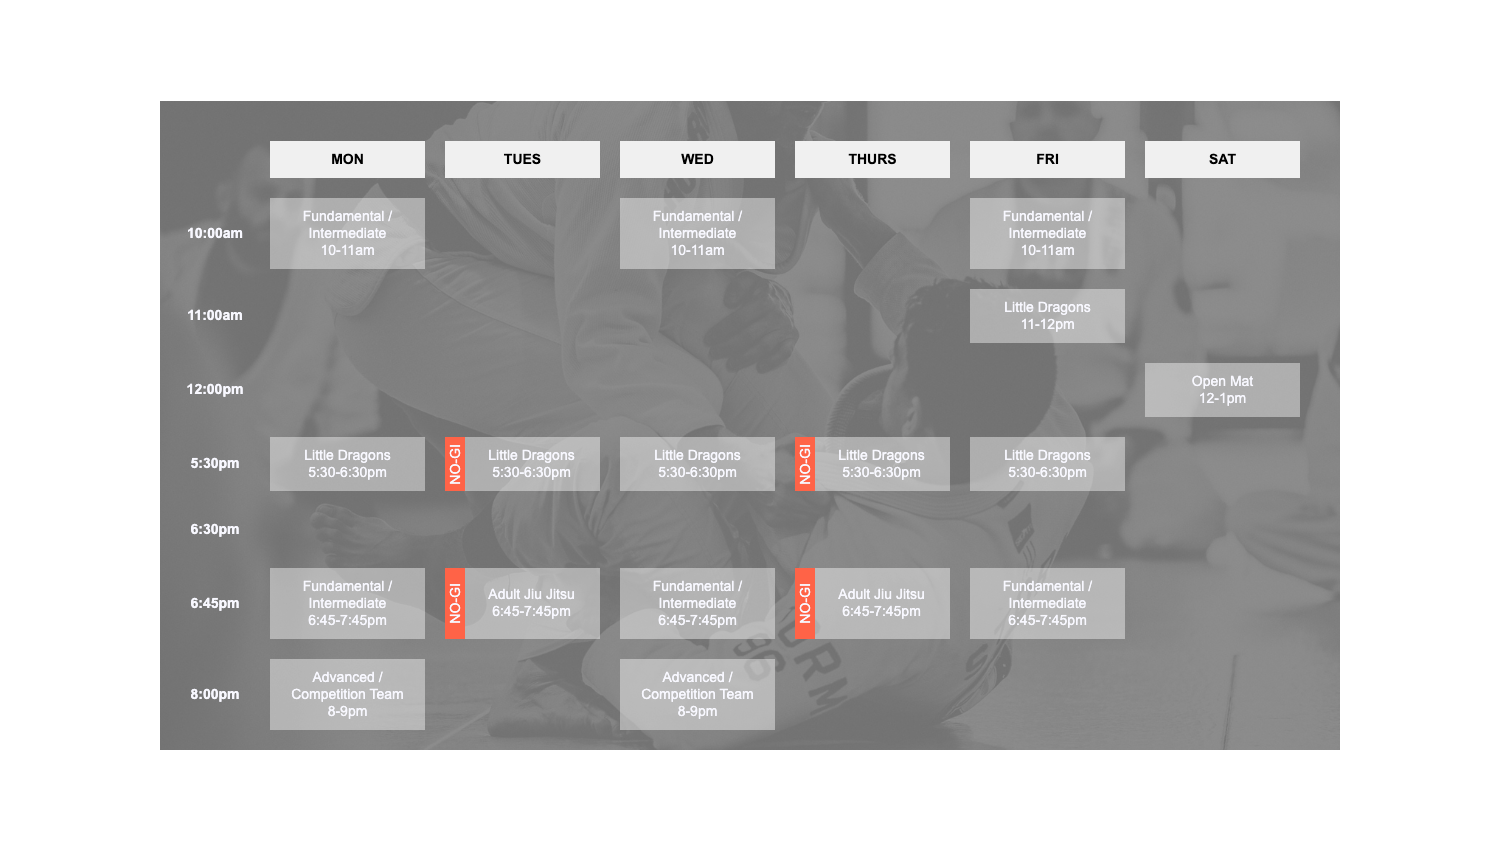 MON TUES WED THURS FRI SAT
10:00am
Fundamental /
Intermediate
10-11am
Fundamental /
Intermediate
10-11am
Fundamental /
Intermediate
10-11am
11:00am
Little Dragons
11-12pm
12:00pm
Open Mat
12-1pm
5:30pm
Little Dragons
5:30-6:30pm
NO-GI
Little Dragons
5:30-6:30pm
Little Dragons
5:30-6:30pm
NO-GI
Little Dragons
5:30-6:30pm
Little Dragons
5:30-6:30pm
6:30pm
6:45pm
Fundamental /
Intermediate
6:45-7:45pm
NO-GI
Adult Jiu Jitsu
6:45-7:45pm
Fundamental /
Intermediate
6:45-7:45pm
NO-GI
Adult Jiu Jitsu
6:45-7:45pm
Fundamental /
Intermediate
6:45-7:45pm
8:00pm
Advanced /
Competition Team
8-9pm
Advanced /
Competition Team
8-9pm